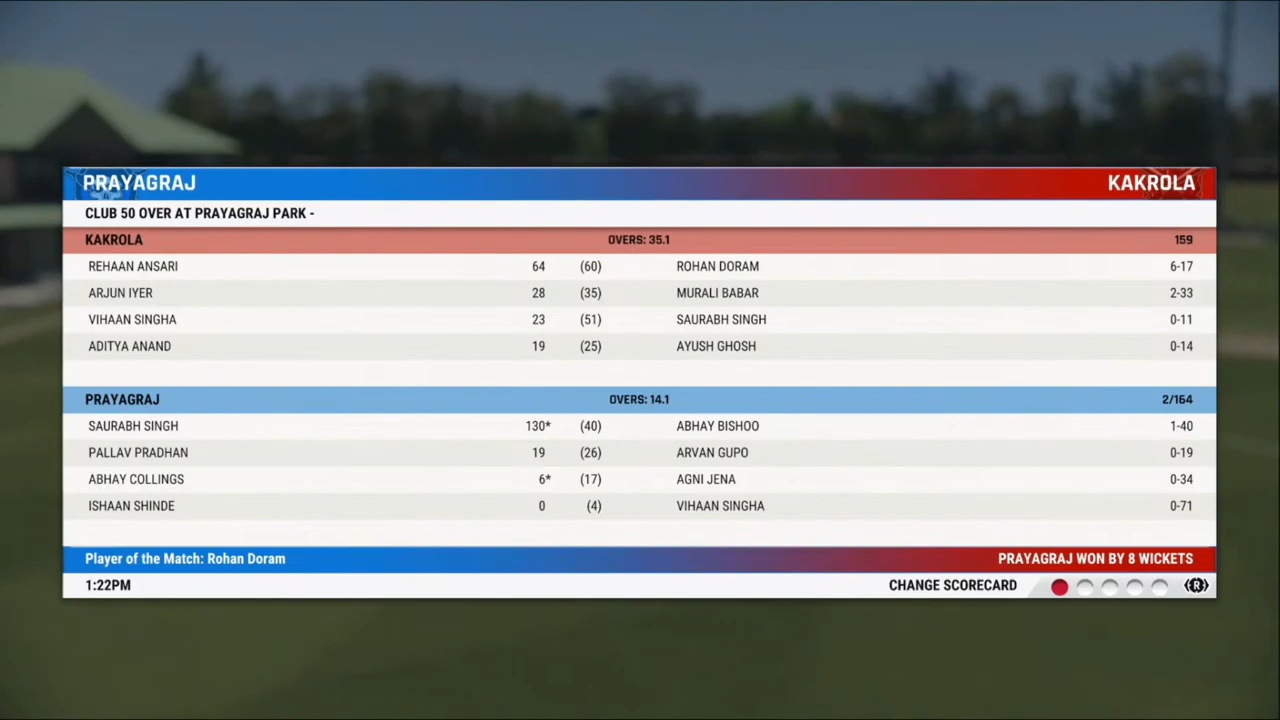 PRAYAGRAJ KAKROLA
CLUB 50 OVER AT PRAYAGRAJ PARK -
KAKROLA OVERS: 35.1 159
REHAAN ANSARI 64 (60) ROHAN DORAM 6-17
ARJUN IYER 28 (35) MURALI BABAR 2-33
VIHAAN SINGHA 23 (51) SAURABH SINGH 0-11
ADITYA ANAND 19 (25) AYUSH GHOSH 0-14
PRAYAGRAJ OVERS: 14.1 2/164
SAURABH SINGH 130* (40) ABHAY BISHOO 1-40
PALLAV PRADHAN 19 (26) ARVAN GUPO 0-19
ABHAY COLLINGS 6* (17) AGNI JENA 0-34
ISHAAN SHINDE 0 (4) VIHAAN SINGHA 0-71
Player of the Match: Rohan Doram PRAYAGRAJ WON BY 8 WICKETS
1:22PM CHANGE SCORECARD R